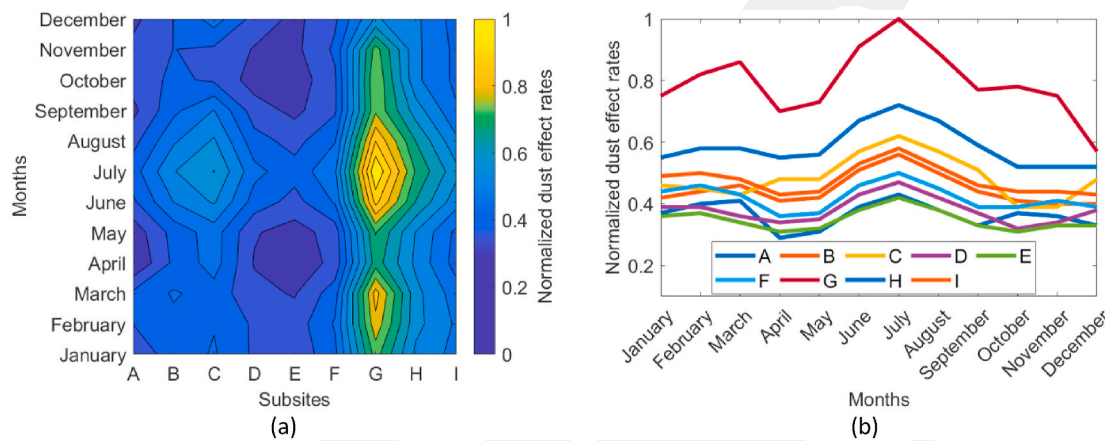 December
November
October
September
August
July
June
May
April
March
February
January
Months
A B C D E F G H I
Subsites
1
0.8
0.6
0.4
0.2
0
Normalized dust effect rates
(a)
Normalized dust effect rates
1
0.8
0.6
0.4
0.2
A B C D E
F G H I
January February March April May June July August September October November December
Months
(b)